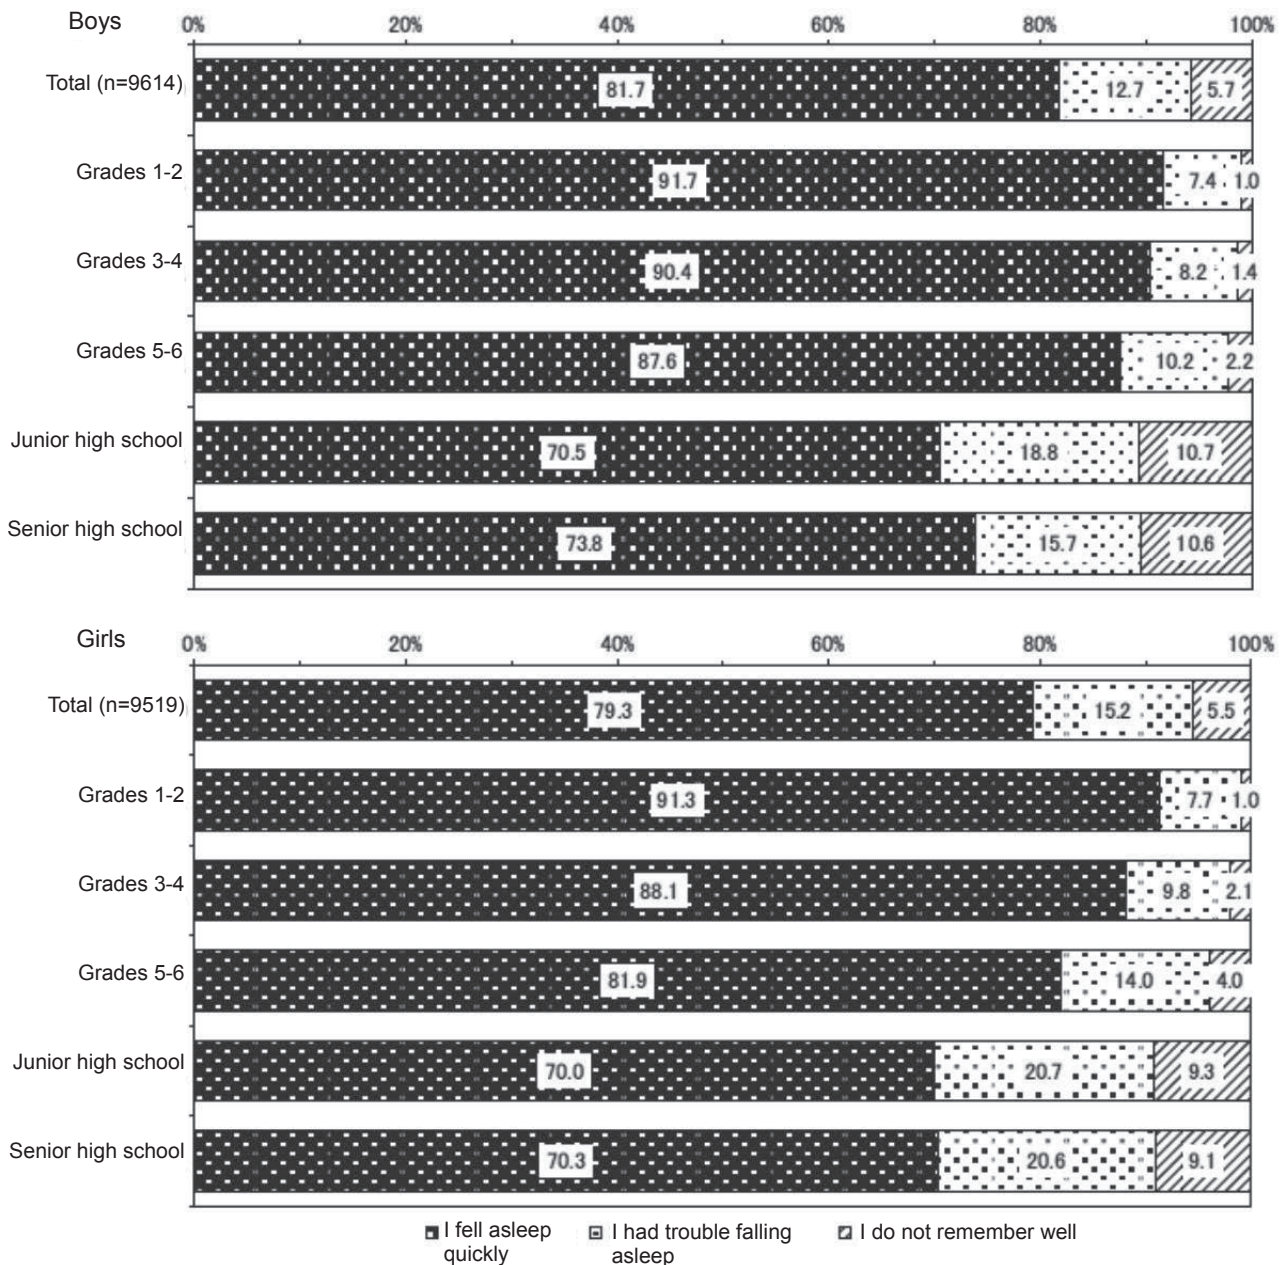 Boys
0% 20% 40% 60% 80% 100%
Total (n=9614) 81.7 12.7 5.7
Grades 1-2 91.7 7.4 1.0
Grades 3-4 90.4 8.2 1.4
Grades 5-6 87.6 10.2 2.2
Junior high school 70.5 18.8 10.7
Senior high school 73.8 15.7 10.6
Girls
0% 20% 40% 60% 80% 100%
Total (n=9519) 79.3 15.2 5.5
Grades 1-2 91.3 7.7 1.0
Grades 3-4 88.1 9.8 2.1
Grades 5-6 81.9 14.0 4.0
Junior high school 70.0 20.7 9.3
Senior high school 70.3 20.6 9.1
I fell asleep
quickly
I had trouble falling
asleep
I do not remember well